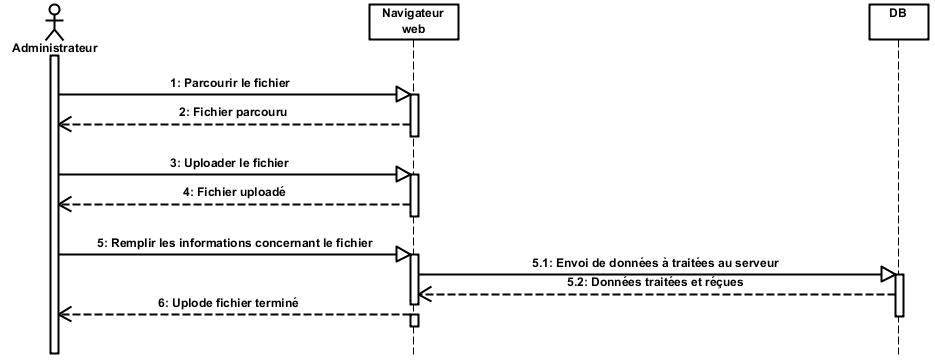 Navigateur
web
DB
Administrateur
1: Parcourir le fichier
2: Fichier parcouru
3: Uploader le fichier
4: Fichier uploadé
5: Remplir les informations concernant le fichier
5.1: Envoi de données à traitées au serveur
5.2: Données traitées et réçues
6: Uplode fichier terminé